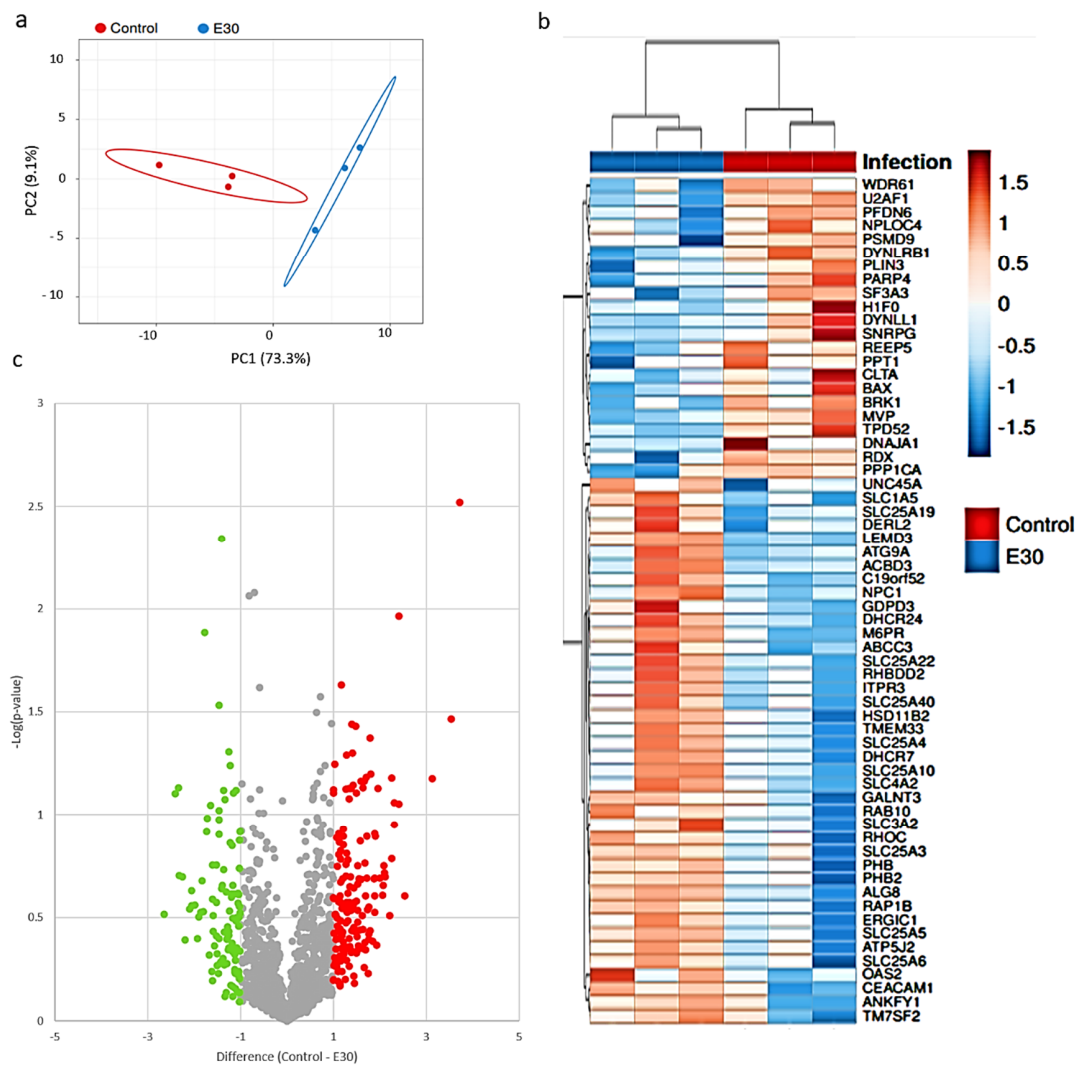 a
Control E30
10
5
0
- 5
- 10
PC2 (9.1%)
-10 0 10
PC1 (73.3%)
b
Infection
WDR61
U2AF1
PFDN6
NPLOC4
PSMD9
DYNLRB1
PLIN3
PARP4
SF3A3
H1F0
DYNLL1
SNRPG
REEP5
PPT1
CLTA
BAX
BRK1
MVP
TPD52
DNAJA1
RDX
PPP1CA
UNC45A
SLC1A5
SLC25A19
DERL2
LEMD3
ATG9A
ACBD3
C19orf52
NPC1
GDPD3
DHCR24
M6PR
ABCC3
SLC25A22
RHBDD2
ITPR3
SLC25A40
HSD11B2
TMEM33
SLC25A4
DHCR7
SLC25A10
SLC4A2
GALNT3
RAB10
SLC3A2
RHOC
SLC25A3
PHB
PHB2
ALG8
RAP1B
ERGIC1
SLC25A5
ATP5J2
SLC25A6
OAS2
CEACAM1
ANKFY1
TM7SF2
1.5
1
0.5
0
-0.5
-1
-1.5
Control
E30
c
3
2.5
2
1.5
1
0.5
0
-Log(p-value)
-5 -3 -1 1 3 5
Difference (Control - E30)